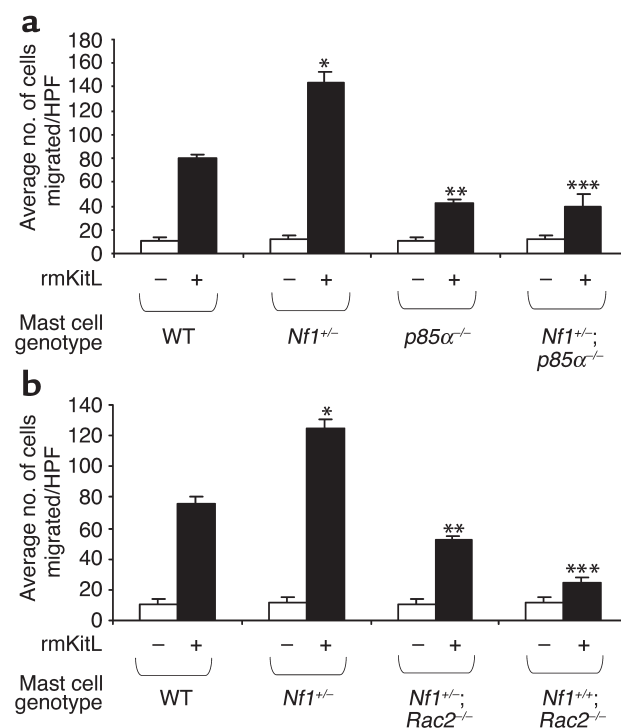 a
Average no. of cells
migrated/HPF
180
160
140
120
100
80
60
40
20
0
* ** ***
rmKitL − + − + − + − +
Mast cell
genotype
WT Nf1+/− p85α−/− Nf1+/−;
p85α−/−
b
Average no. of cells
migrated/HPF
140
120
100
80
60
40
20
0
* ** ***
rmKitL − + − + − + − +
Mast cell
genotype
WT Nf1+/− Nf1+/−; Nf1+/+;
Rac2−/− Rac2−/−